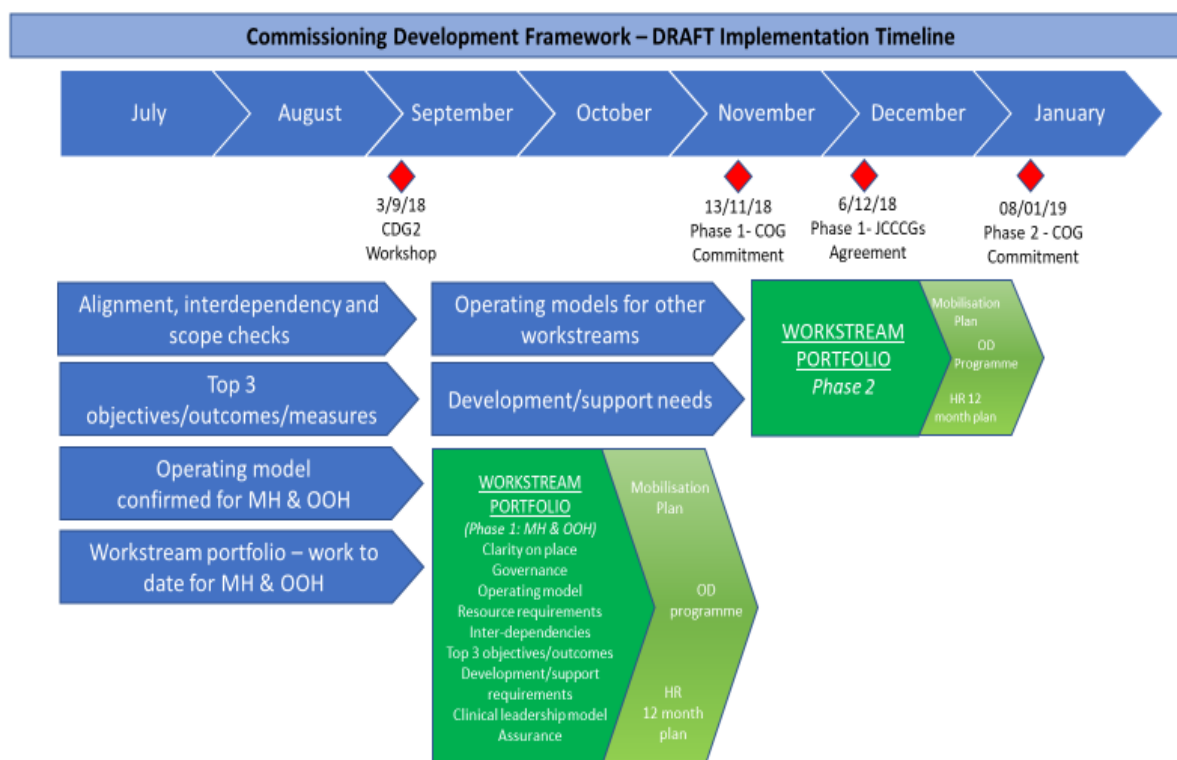 Commissioning Development Framework – DRAFT Implementation Timeline
July
August
September
October
November
December
January
3/9/18
CDG2
Workshop
13/11/18
Phase 1- COG
Commitment
6/12/18
Phase 1- JCCCGs
Agreement
08/01/19
Phase 2 - COG
Commitment
Alignment, interdependency and
scope checks
Top 3
objectives/outcomes/measures
Operating model
confirmed for MH & OOH
Workstream portfolio – work to
date for MH & OOH
Operating models for other
workstreams
Development/support needs
WORKSTREAM
PORTFOLIO
Phase 2
Mobilisation
Plan
OD
Programme
HR 12
month plan
WORKSTREAM
PORTFOLIO
(Phase 1: MH & OOH)
Clarity on place
Governance
Operating model
Resource requirements
Inter-dependencies
Top 3 objectives/outcomes
Development/support
requirements
Clinical leadership model
Assurance
Mobilisation
Plan
OD
programme
HR
12 month
plan